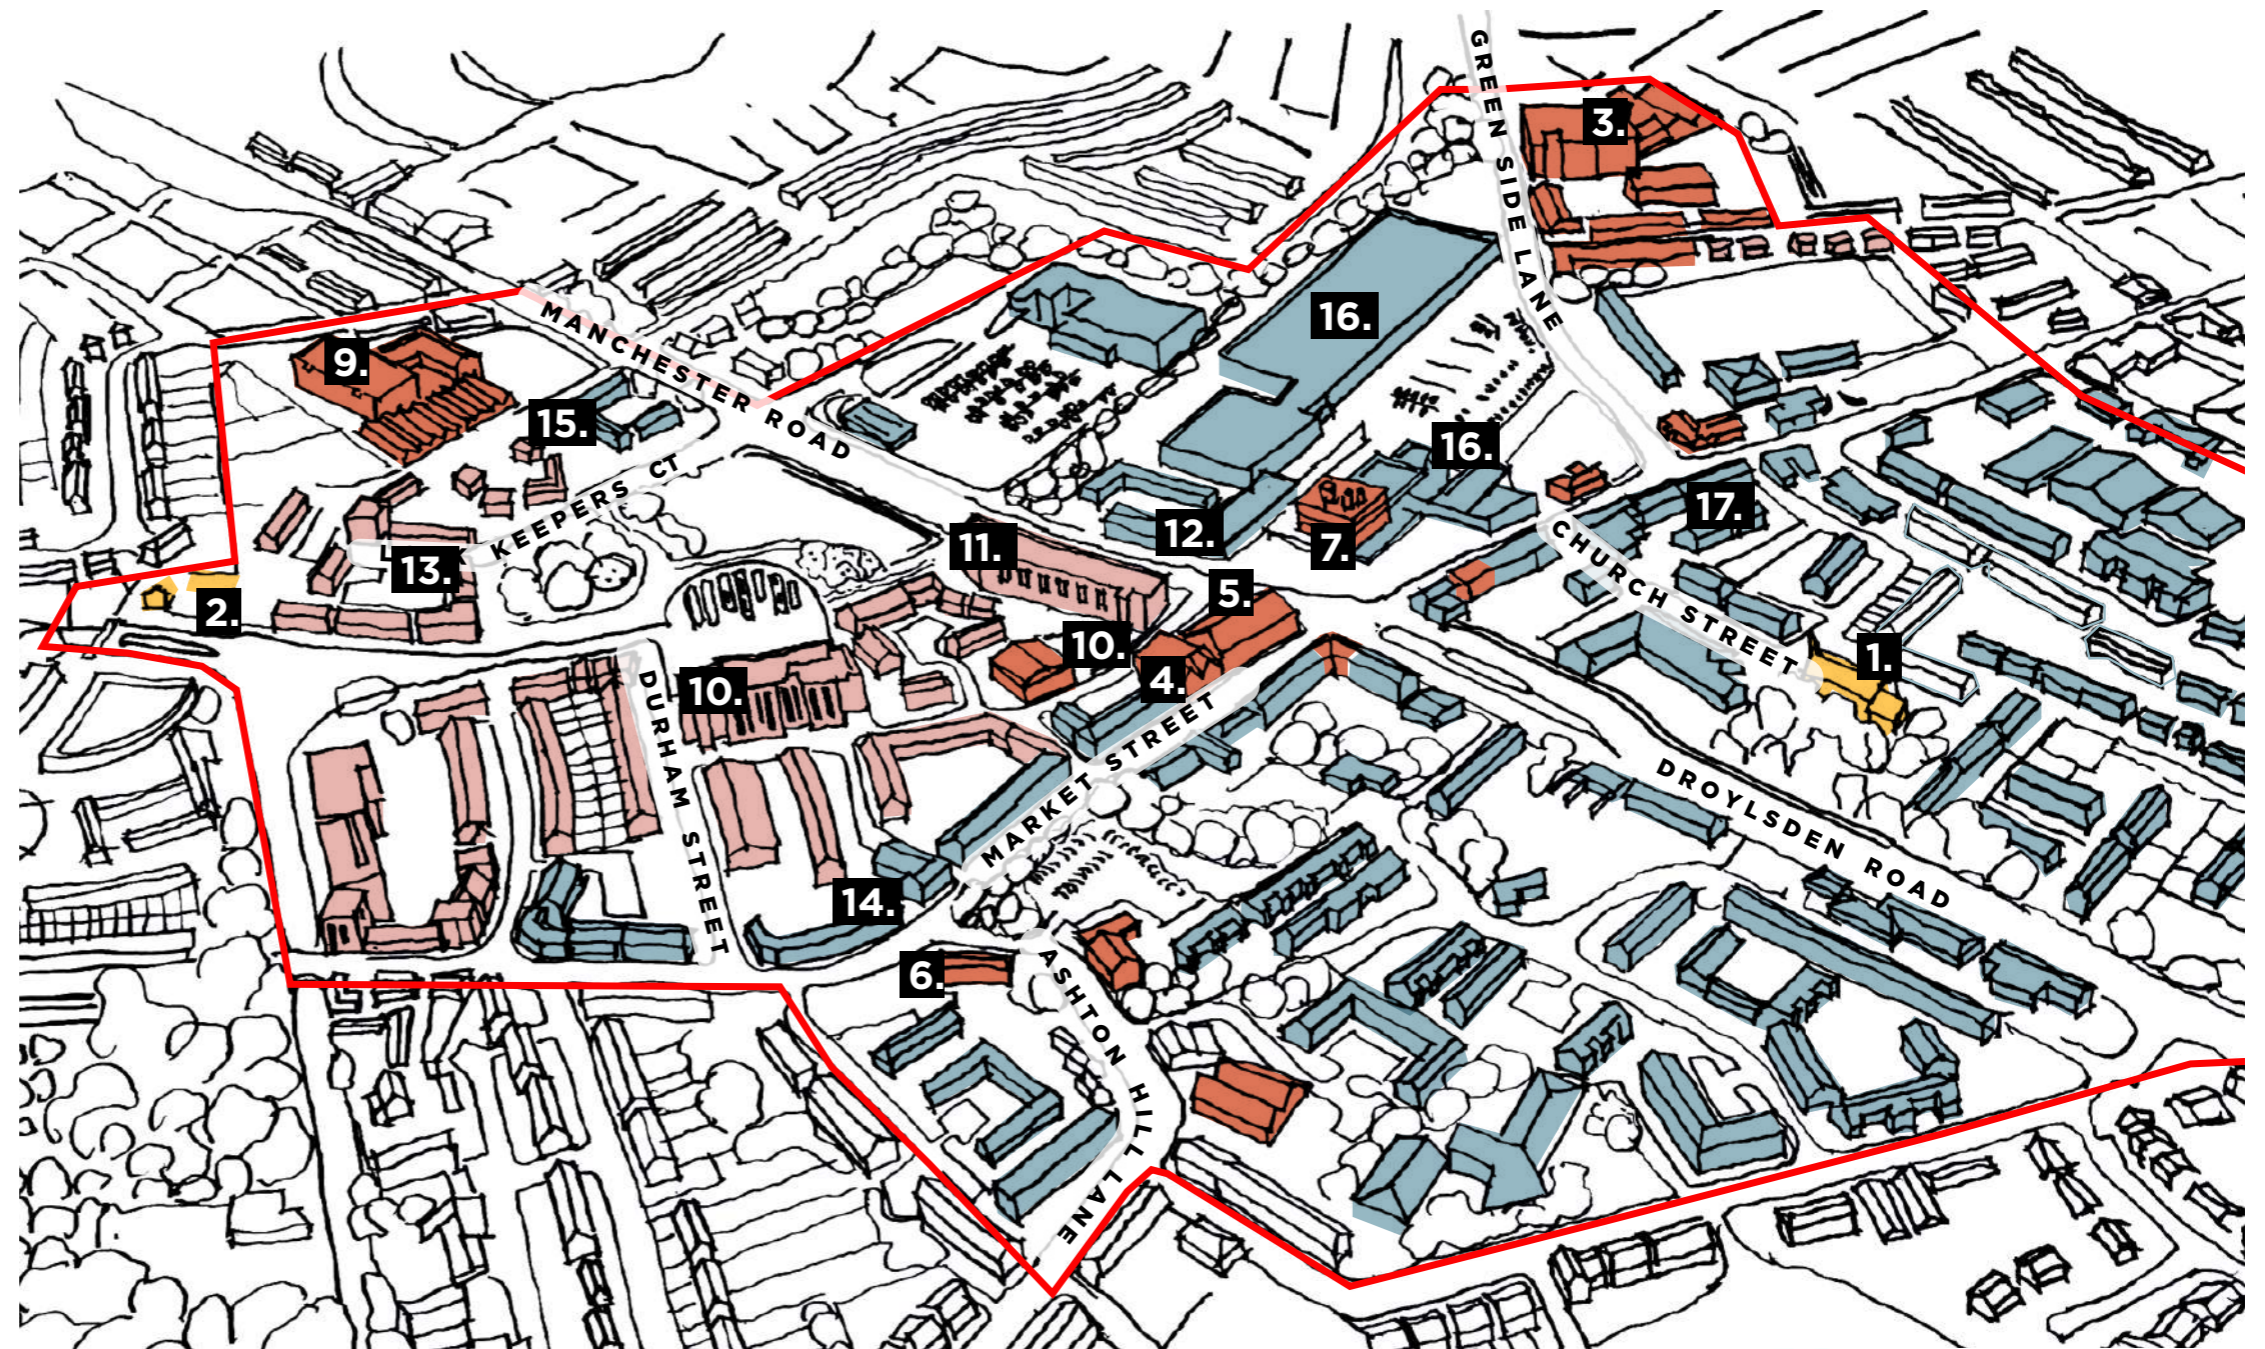 GREEN SIDE LANE
3.
16.
MANCHESTER ROAD
9.
15.
16.
KEEPERS CT
17.
11.
12.
7.
CHURCH STREET
13.
5.
2.
10.
1.
4.
10.
DURHAM STREET
MARKET STREET
DROYLSDEN ROAD
14.
6.
ASHTON HILL LANE